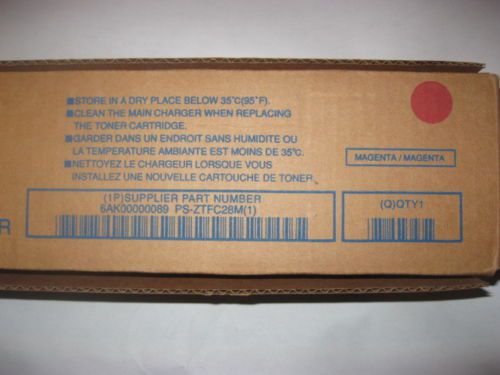 ■STORE IN A DRY PLACE BELOW 35°C(95°F).
■CLEAN THE MAIN CHARGER WHEN REPLACING
THE TONER CARTRIDGE.
■GARDER DANS UN ENDROIT SANS HUMIDITE OU
LA TEMPERATURE AMBIANTE EST MOINS DE 35°C.
■NETTOYEZ LE CHARGEUR LORSQUE VOUS
INSTALLEZ UNE NOUVELLE CARTOUCHE DE TONER.
MAGENTA / MAGENTA
(1P)SUPPLIER PART NUMBER
6AK00000089 PS-ZTFC28M(1)
(Q)QTY1
R